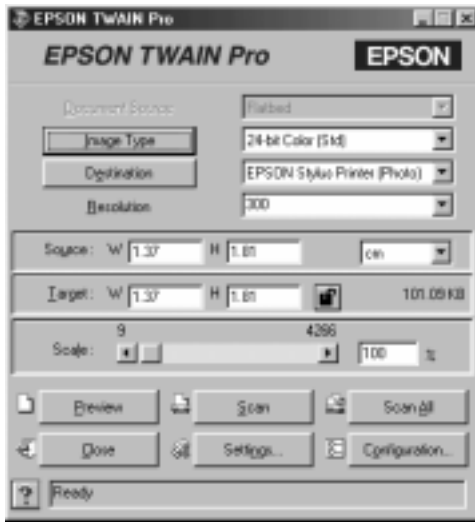 EPSON TWAIN Pro
EPSON TWAIN Pro EPSON
Document Source: Flatbed
Image Type 24-bit Color (Std)
Destination EPSON Stylus Printer (Photo)
Resolution 300
Source: W 1.37 H 1.81 cm
Target: W 1.37 H 1.81 101.09 KB
9 4266
Scale: 100 %
Preview Scan Scan All
Close Settings... Configuration...
? Ready